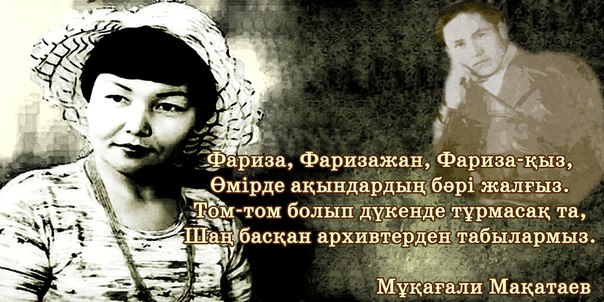 Фариза, Фаризажан, Фариза-қыз,
Өмірде ақындардың бәрі жалғыз.
Том-том болып дүкенде тұрмасақ та,
Шаң басқан архивтерден табылармыз.
Мұқағали Мақатаев